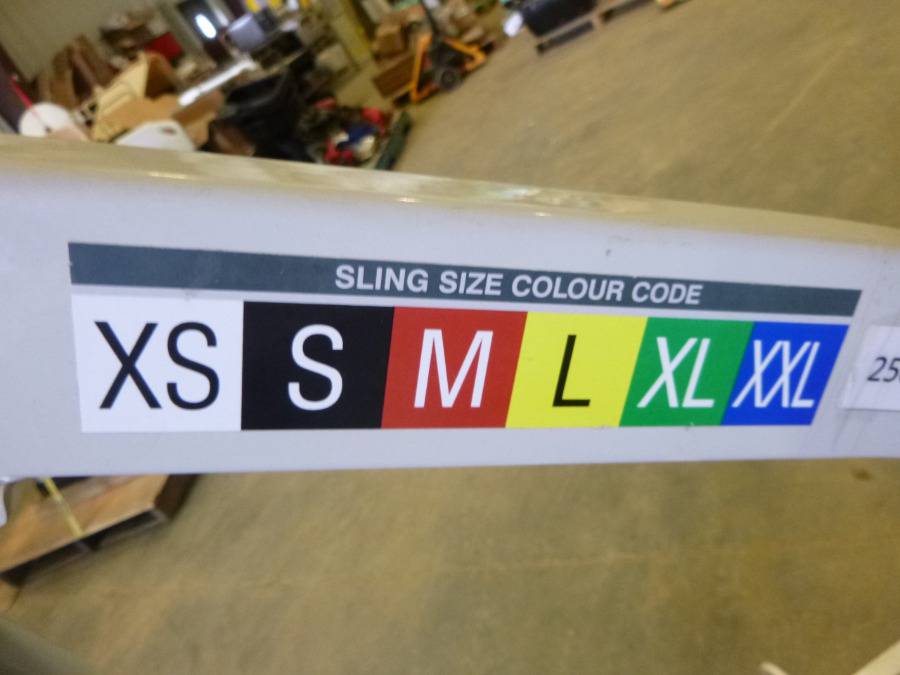 SLING SIZE COLOUR CODE
XS S M L XL XXL